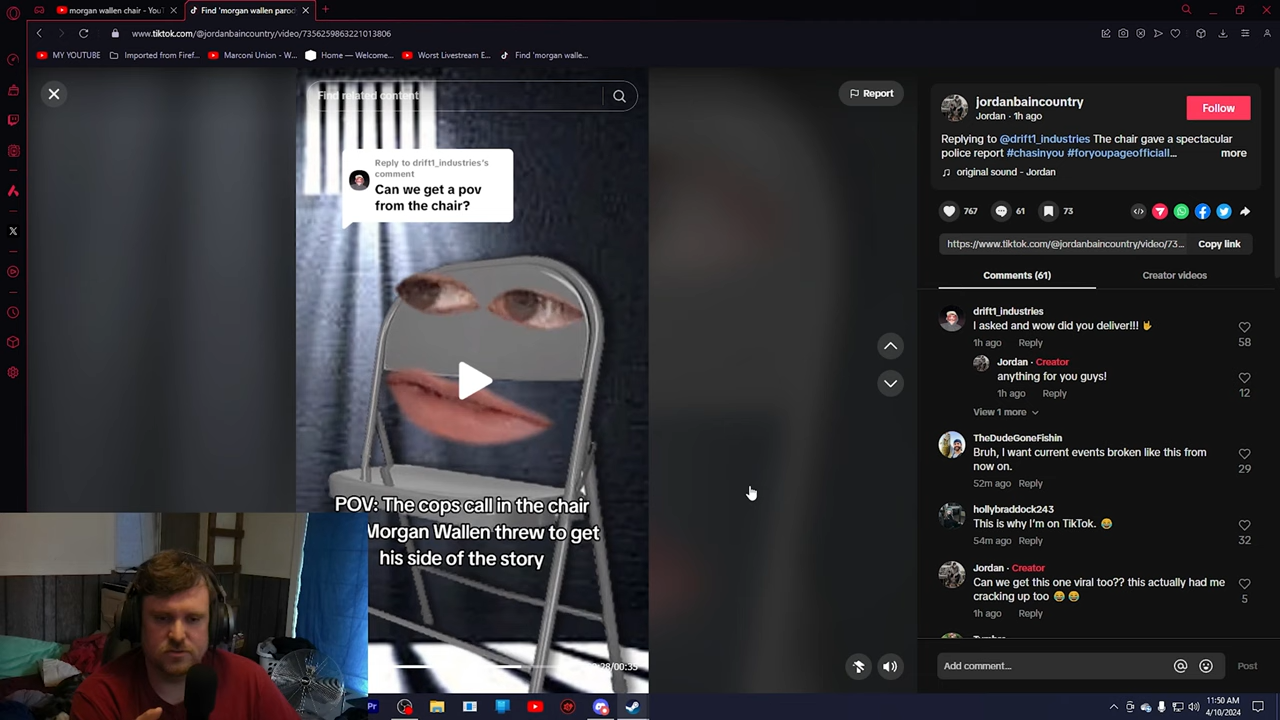 morgan wallen chair - You
Find 'morgan wallen parod
www.tiktok.com/@jordanbaincountry/video/7356259863221013806
MY YOUTUBE
Imported from Firef...
Marconi Union - W...
Home — Welcome...
Worst Livestream E...
Find 'morgan walle...
Find related content
Report
Reply to drift1_industries's
comment
Can we get a pov
from the chair?
POV: The cops call in the chair
Morgan Wallen threw to get
his side of the story
jordanbaincountry
Jordan · 1h ago
Follow
Replying to @drift1_industries The chair gave a spectacular
police report #chasinyou #foryoupageofficiall...
more
original sound - Jordan
767
61
73
https://www.tiktok.com/@jordanbaincountry/video/73...
Copy link
Comments (61)
Creator videos
drift1_industries
I asked and wow did you deliver!!! 🤘
1h ago
Reply
58
Jordan · Creator
anything for you guys!
1h ago
Reply
12
View 1 more
TheDudeGoneFishin
Bruh, I want current events broken like this from
now on.
52m ago
Reply
29
hollybraddock243
This is why I'm on TikTok. 😂
54m ago
Reply
32
Jordan · Creator
Can we get this one viral too?? this actually had me
cracking up too 😂 😂
1h ago
Reply
5
Add comment...
Post
Pr
11:50 AM
4/10/2024